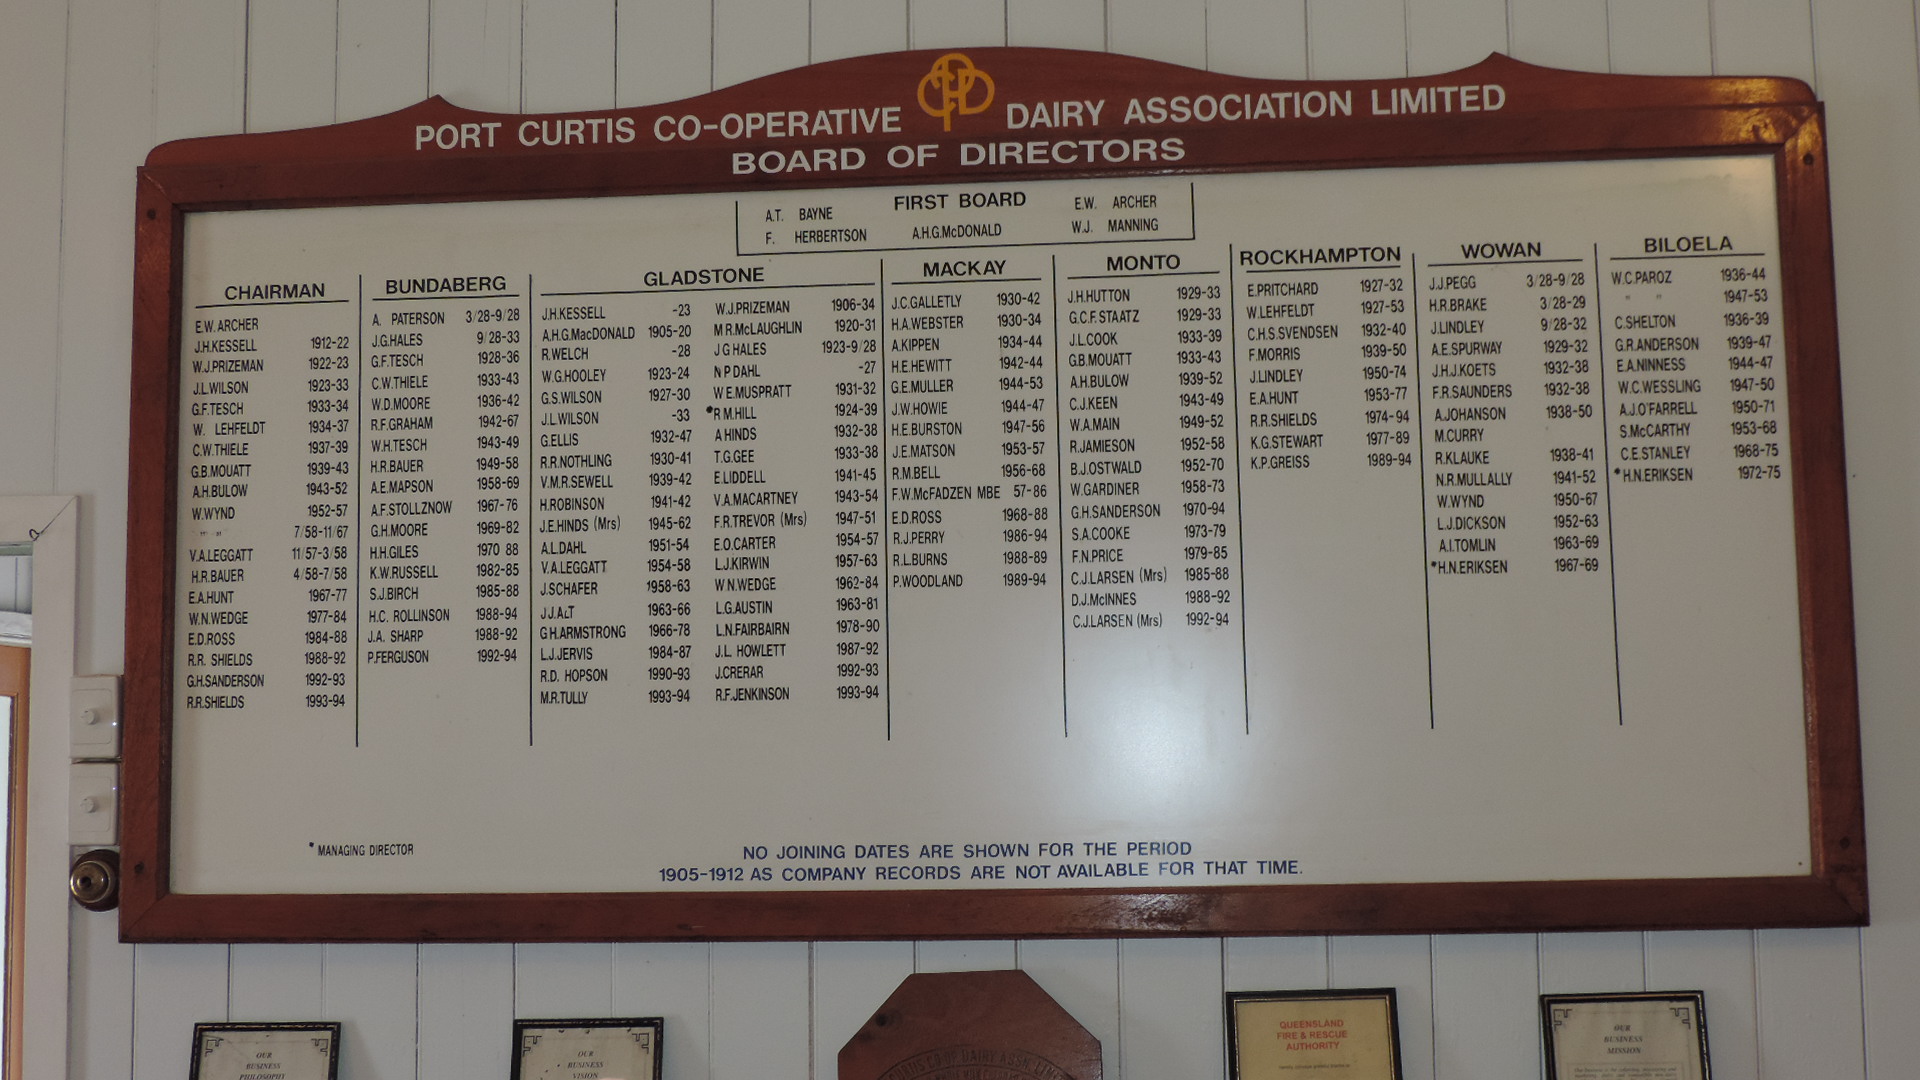 PORT CURTIS CO-OPERATIVE DAIRY ASSOCIATION LIMITED
BOARD OF DIRECTORS
FIRST BOARD
A.T. BAYNE
F. HERBERTSON
A.H.G.McDONALD
E.W. ARCHER
W.J. MANNING
CHAIRMAN
E.W. ARCHER
J.H.KESSELL 1912-22
W.J.PRIZEMAN 1922-23
J.L.WILSON 1923-33
G.F.TESCH 1933-34
W. LEHFELDT 1934-37
C.W.THIELE 1937-39
G.B.MOUATT 1939-43
A.H.BULOW 1943-52
W.WYND 1952-57
" " 7/58-11/67
V.A.LEGGATT 11/57-3/58
H.R.BAUER 4/58-7/58
E.A.HUNT 1967-77
W.N.WEDGE 1977-84
E.D.ROSS 1984-88
R.R. SHIELDS 1988-92
G.H.SANDERSON 1992-93
R.R.SHIELDS 1993-94
BUNDABERG
A. PATERSON 3/28-9/28
J.G.HALES 9/28-33
G.F.TESCH 1928-36
C.W.THIELE 1933-43
W.D.MOORE 1936-42
R.F.GRAHAM 1942-67
W.H.TESCH 1943-49
H.R.BAUER 1949-58
A.E.MAPSON 1958-69
A.F.STOLLZNOW 1967-76
G.H.MOORE 1969-82
H.H.GILES 1970 88
K.W.RUSSELL 1982-85
S.J.BIRCH 1985-88
H.C. ROLLINSON 1988-94
J.A. SHARP 1988-92
P.FERGUSON 1992-94
GLADSTONE
J.H.KESSELL -23
A.H.G.MacDONALD 1905-20
R.WELCH -28
W.G.HOOLEY 1923-24
G.S.WILSON 1927-30
J.L.WILSON -33
G.ELLIS 1932-47
R.R.NOTHLING 1930-41
V.M.R.SEWELL 1939-42
H.ROBINSON 1941-42
J.E.HINDS (Mrs) 1945-62
A.L.DAHL 1951-54
V.A.LEGGATT 1954-58
J.SCHAFER 1958-63
J.J.ALT 1963-66
G H.ARMSTRONG 1966-78
L.J.JERVIS 1984-87
R.D. HOPSON 1990-93
M.R.TULLY 1993-94
W.J.PRIZEMAN 1906-34
M R.McLAUGHLIN 1920-31
J G HALES 1923-9/28
N P DAHL -27
W E.MUSPRATT 1931-32
*R M.HILL 1924-39
A HINDS 1932-38
T.G.GEE 1933-38
E.LIDDELL 1941-45
V.A.MACARTNEY 1943-54
F.R.TREVOR (Mrs) 1947-51
E.O.CARTER 1954-57
L.J.KIRWIN 1957-63
W.N.WEDGE 1962-84
L.G.AUSTIN 1963-81
L.N.FAIRBAIRN 1978-90
J.L. HOWLETT 1987-92
J.CRERAR 1992-93
R.F.JENKINSON 1993-94
MACKAY
J.C.GALLETLY 1930-42
H.A.WEBSTER 1930-34
A.KIPPEN 1934-44
H.E.HEWITT 1942-44
G.E.MULLER 1944-53
J.W.HOWIE 1944-47
H.E.BURSTON 1947-56
J.E.MATSON 1953-57
R.M.BELL 1956-68
F.W.McFADZEN MBE 57-86
E.D.ROSS 1968-88
R.J.PERRY 1986-94
R.L.BURNS 1988-89
P.WOODLAND 1989-94
MONTO
J.H.HUTTON 1929-33
G.C.F.STAATZ 1929-33
J.L.COOK 1933-39
G.B.MOUATT 1933-43
A.H.BULOW 1939-52
C.J.KEEN 1943-49
W.A.MAIN 1949-52
R.JAMIESON 1952-58
B.J.OSTWALD 1952-70
W.GARDINER 1958-73
G.H.SANDERSON 1970-94
S.A.COOKE 1973-79
F.N.PRICE 1979-85
C.J.LARSEN (Mrs) 1985-88
D.J.McINNES 1988-92
C.J.LARSEN (Mrs) 1992-94
ROCKHAMPTON
E.PRITCHARD 1927-32
W.LEHFELDT 1927-53
C.H.S.SVENDSEN 1932-40
F.MORRIS 1939-50
J.LINDLEY 1950-74
E.A.HUNT 1953-77
R.R.SHIELDS 1974-94
K.G.STEWART 1977-89
K.P.GREISS 1989-94
WOWAN
J.J.PEGG 3/28-9/28
H.R.BRAKE 3/28-29
J.LINDLEY 9/28-32
A.E.SPURWAY 1929-32
J.H.J.KOETS 1932-38
F.R.SAUNDERS 1932-38
A.JOHANSON 1938-50
M.CURRY
R.KLAUKE 1938-41
N.R.MULLALLY 1941-52
W.WYND 1950-67
L.J.DICKSON 1952-63
A.I.TOMLIN 1963-69
*H.N.ERIKSEN 1967-69
BILOELA
W.C.PAROZ 1936-44
" " 1947-53
C.SHELTON 1936-39
G.R.ANDERSON 1939-47
E.A.NINNESS 1944-47
W.C.WESSLING 1947-50
A.J.O'FARRELL 1950-71
S.McCARTHY 1953-68
C.E.STANLEY 1968-75
*H.N.ERIKSEN 1972-75
*MANAGING DIRECTOR
NO JOINING DATES ARE SHOWN FOR THE PERIOD
1905-1912 AS COMPANY RECORDS ARE NOT AVAILABLE FOR THAT TIME.
OUR
BUSINESS
PHILOSOPHY
OUR
BUSINESS
VISION
CO-OP DAIRY ASSN.
QUEENSLAND
FIRE & RESCUE
AUTHORITY
OUR
BUSINESS
MISSION